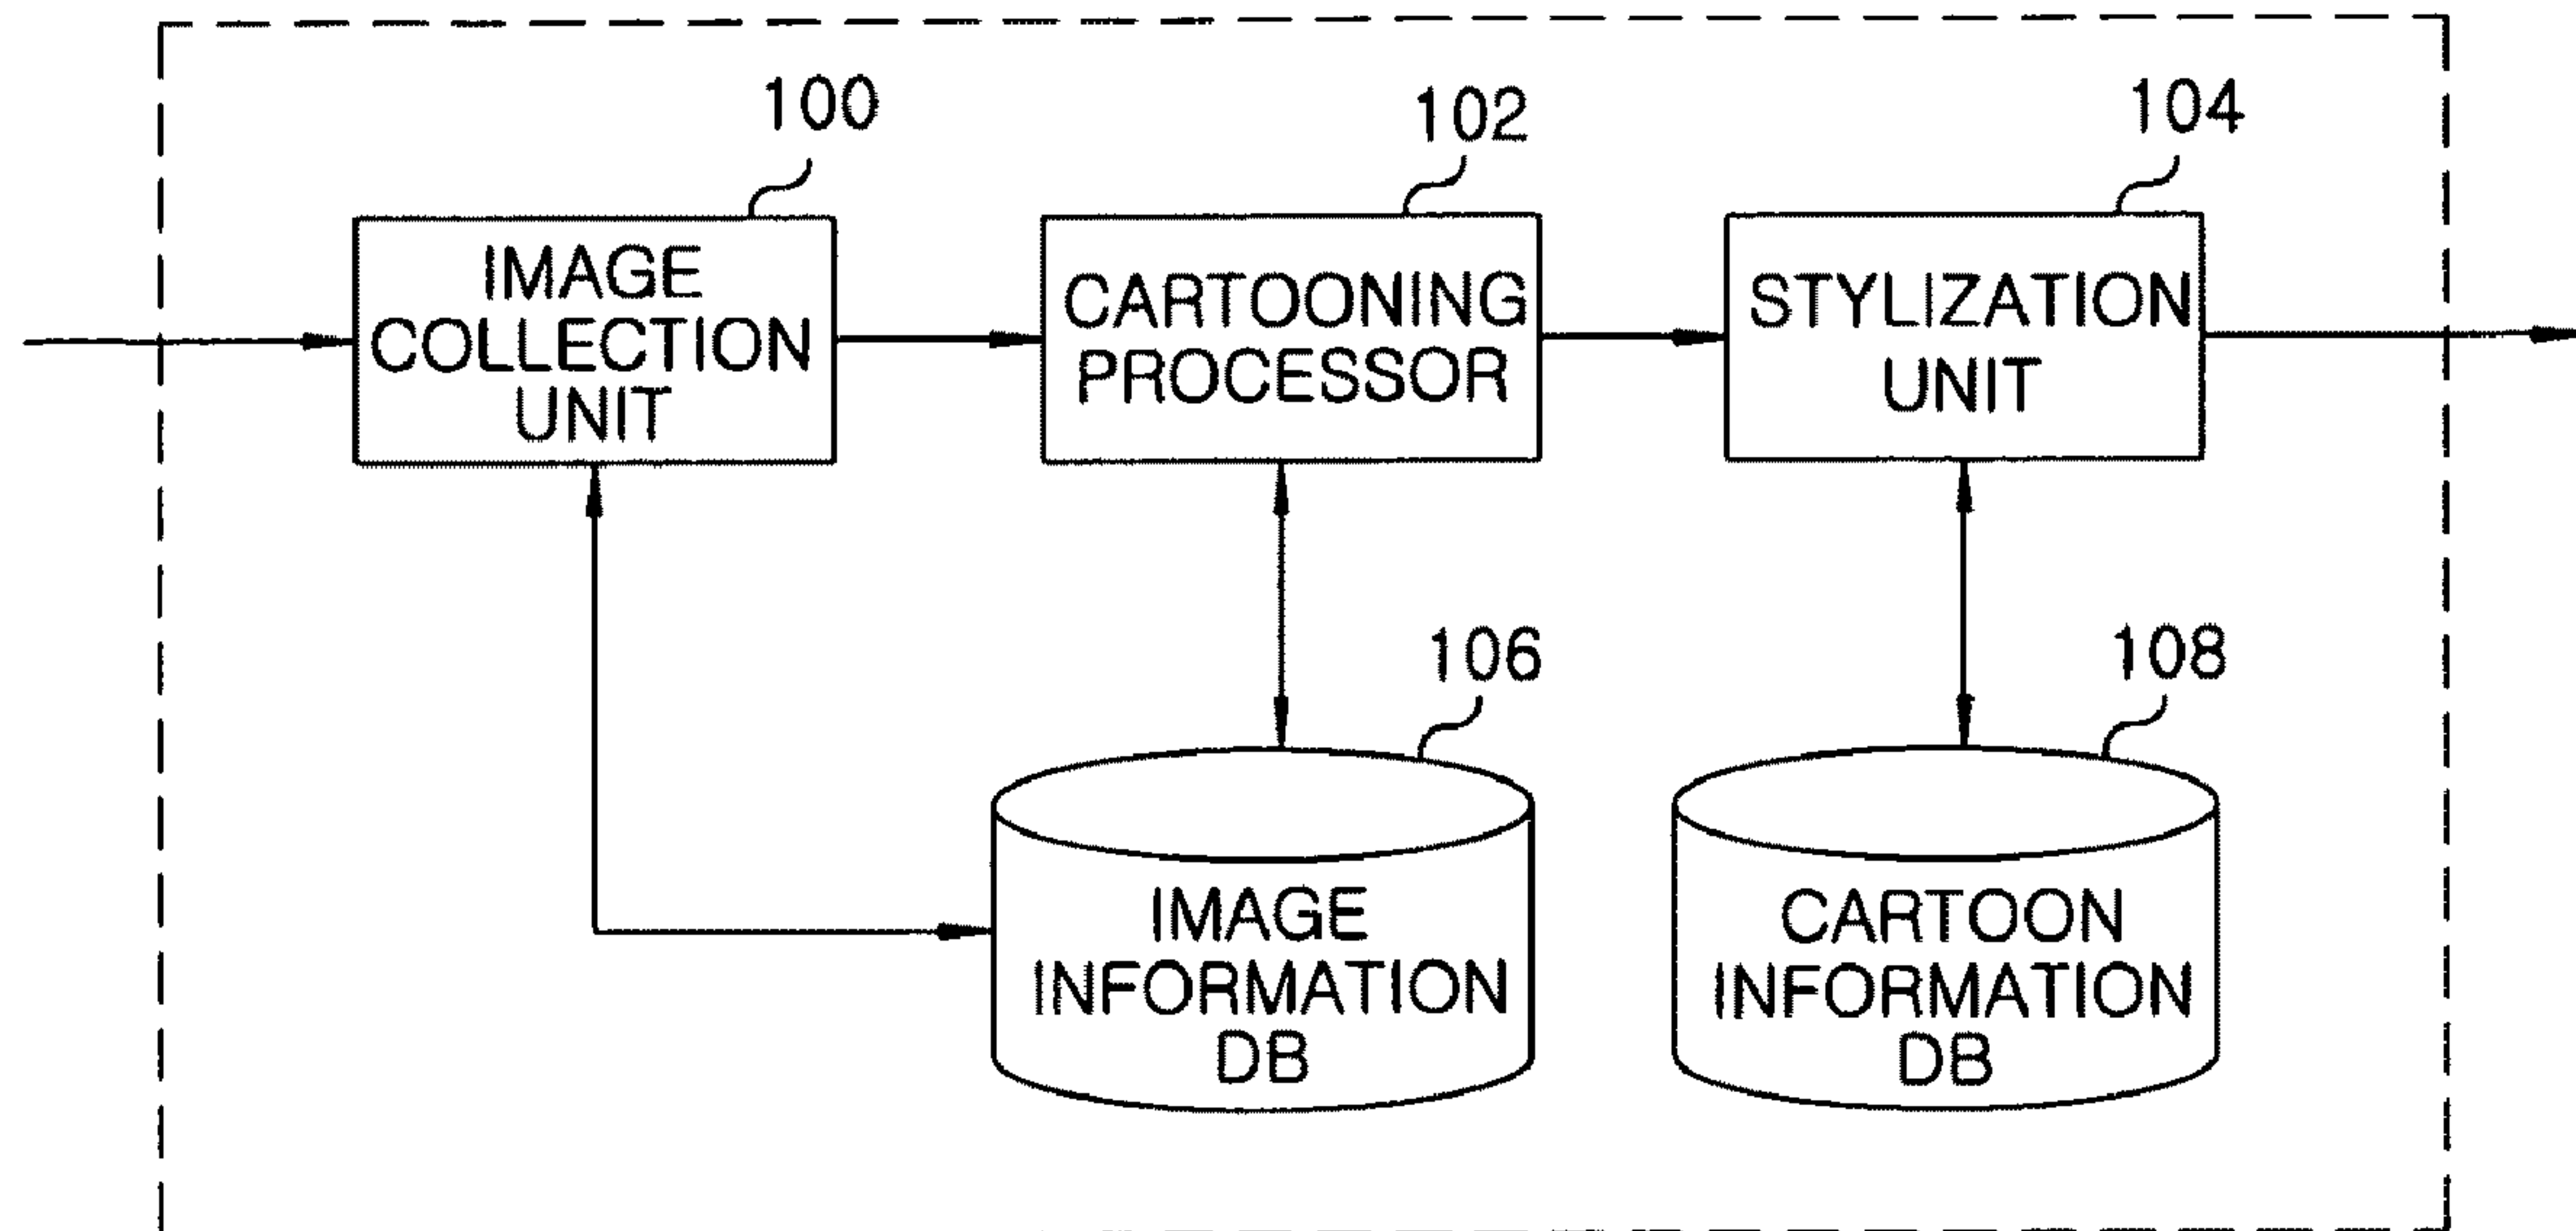 100
IMAGE
COLLECTION
UNIT
102
CARTOONING
PROCESSOR
104
STYLIZATION
UNIT
106
IMAGE
INFORMATION
DB
108
CARTOON
INFORMATION
DB